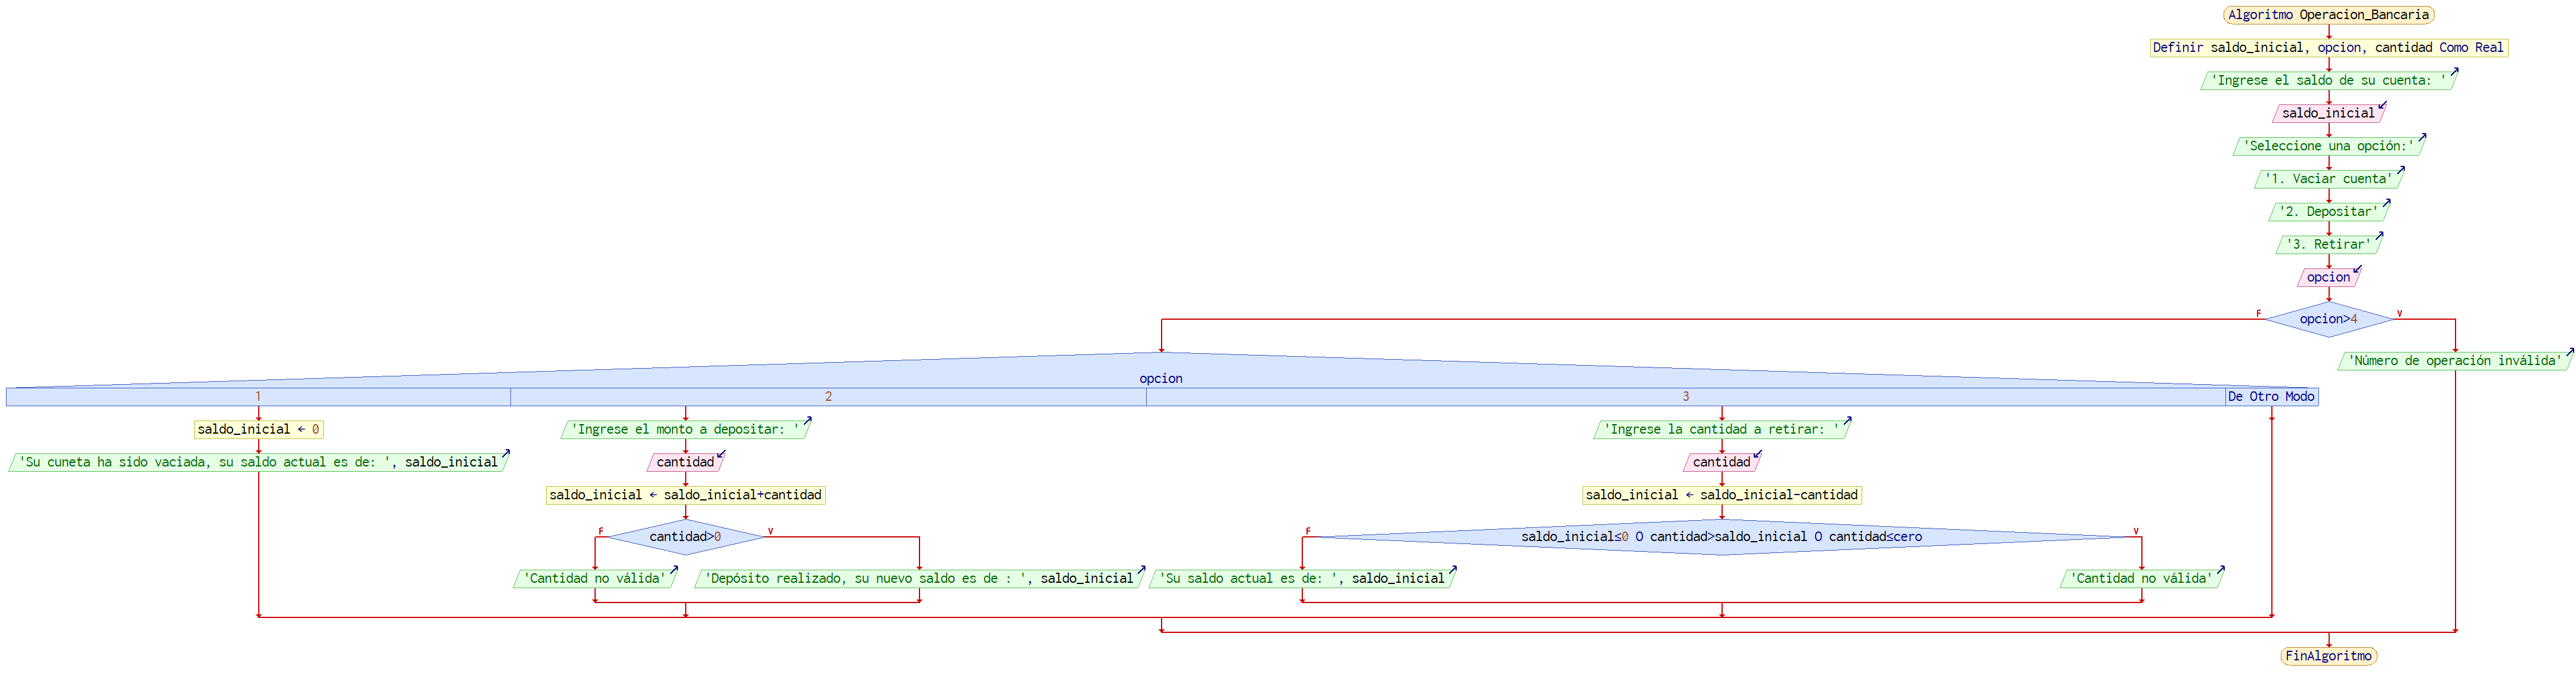 Algoritmo Operacion_Bancaria
Definir saldo_inicial, opcion, cantidad Como Real
'Ingrese el saldo de su cuenta: '
saldo_inicial
'Seleccione una opción:'
'1. Vaciar cuenta'
'2. Depositar'
'3. Retirar'
opcion
F
opcion>4
V
'Número de operación inválida'
opcion
1
2
3
De Otro Modo
saldo_inicial ← 0
'Su cuneta ha sido vaciada, su saldo actual es de: ', saldo_inicial
'Ingrese el monto a depositar: '
cantidad
saldo_inicial ← saldo_inicial+cantidad
F
cantidad>0
V
'Cantidad no válida'
'Depósito realizado, su nuevo saldo es de : ', saldo_inicial
'Ingrese la cantidad a retirar: '
cantidad
saldo_inicial ← saldo_inicial-cantidad
F
saldo_inicial≤0 O cantidad>saldo_inicial O cantidad≤cero
V
'Su saldo actual es de: ', saldo_inicial
'Cantidad no válida'
FinAlgoritmo